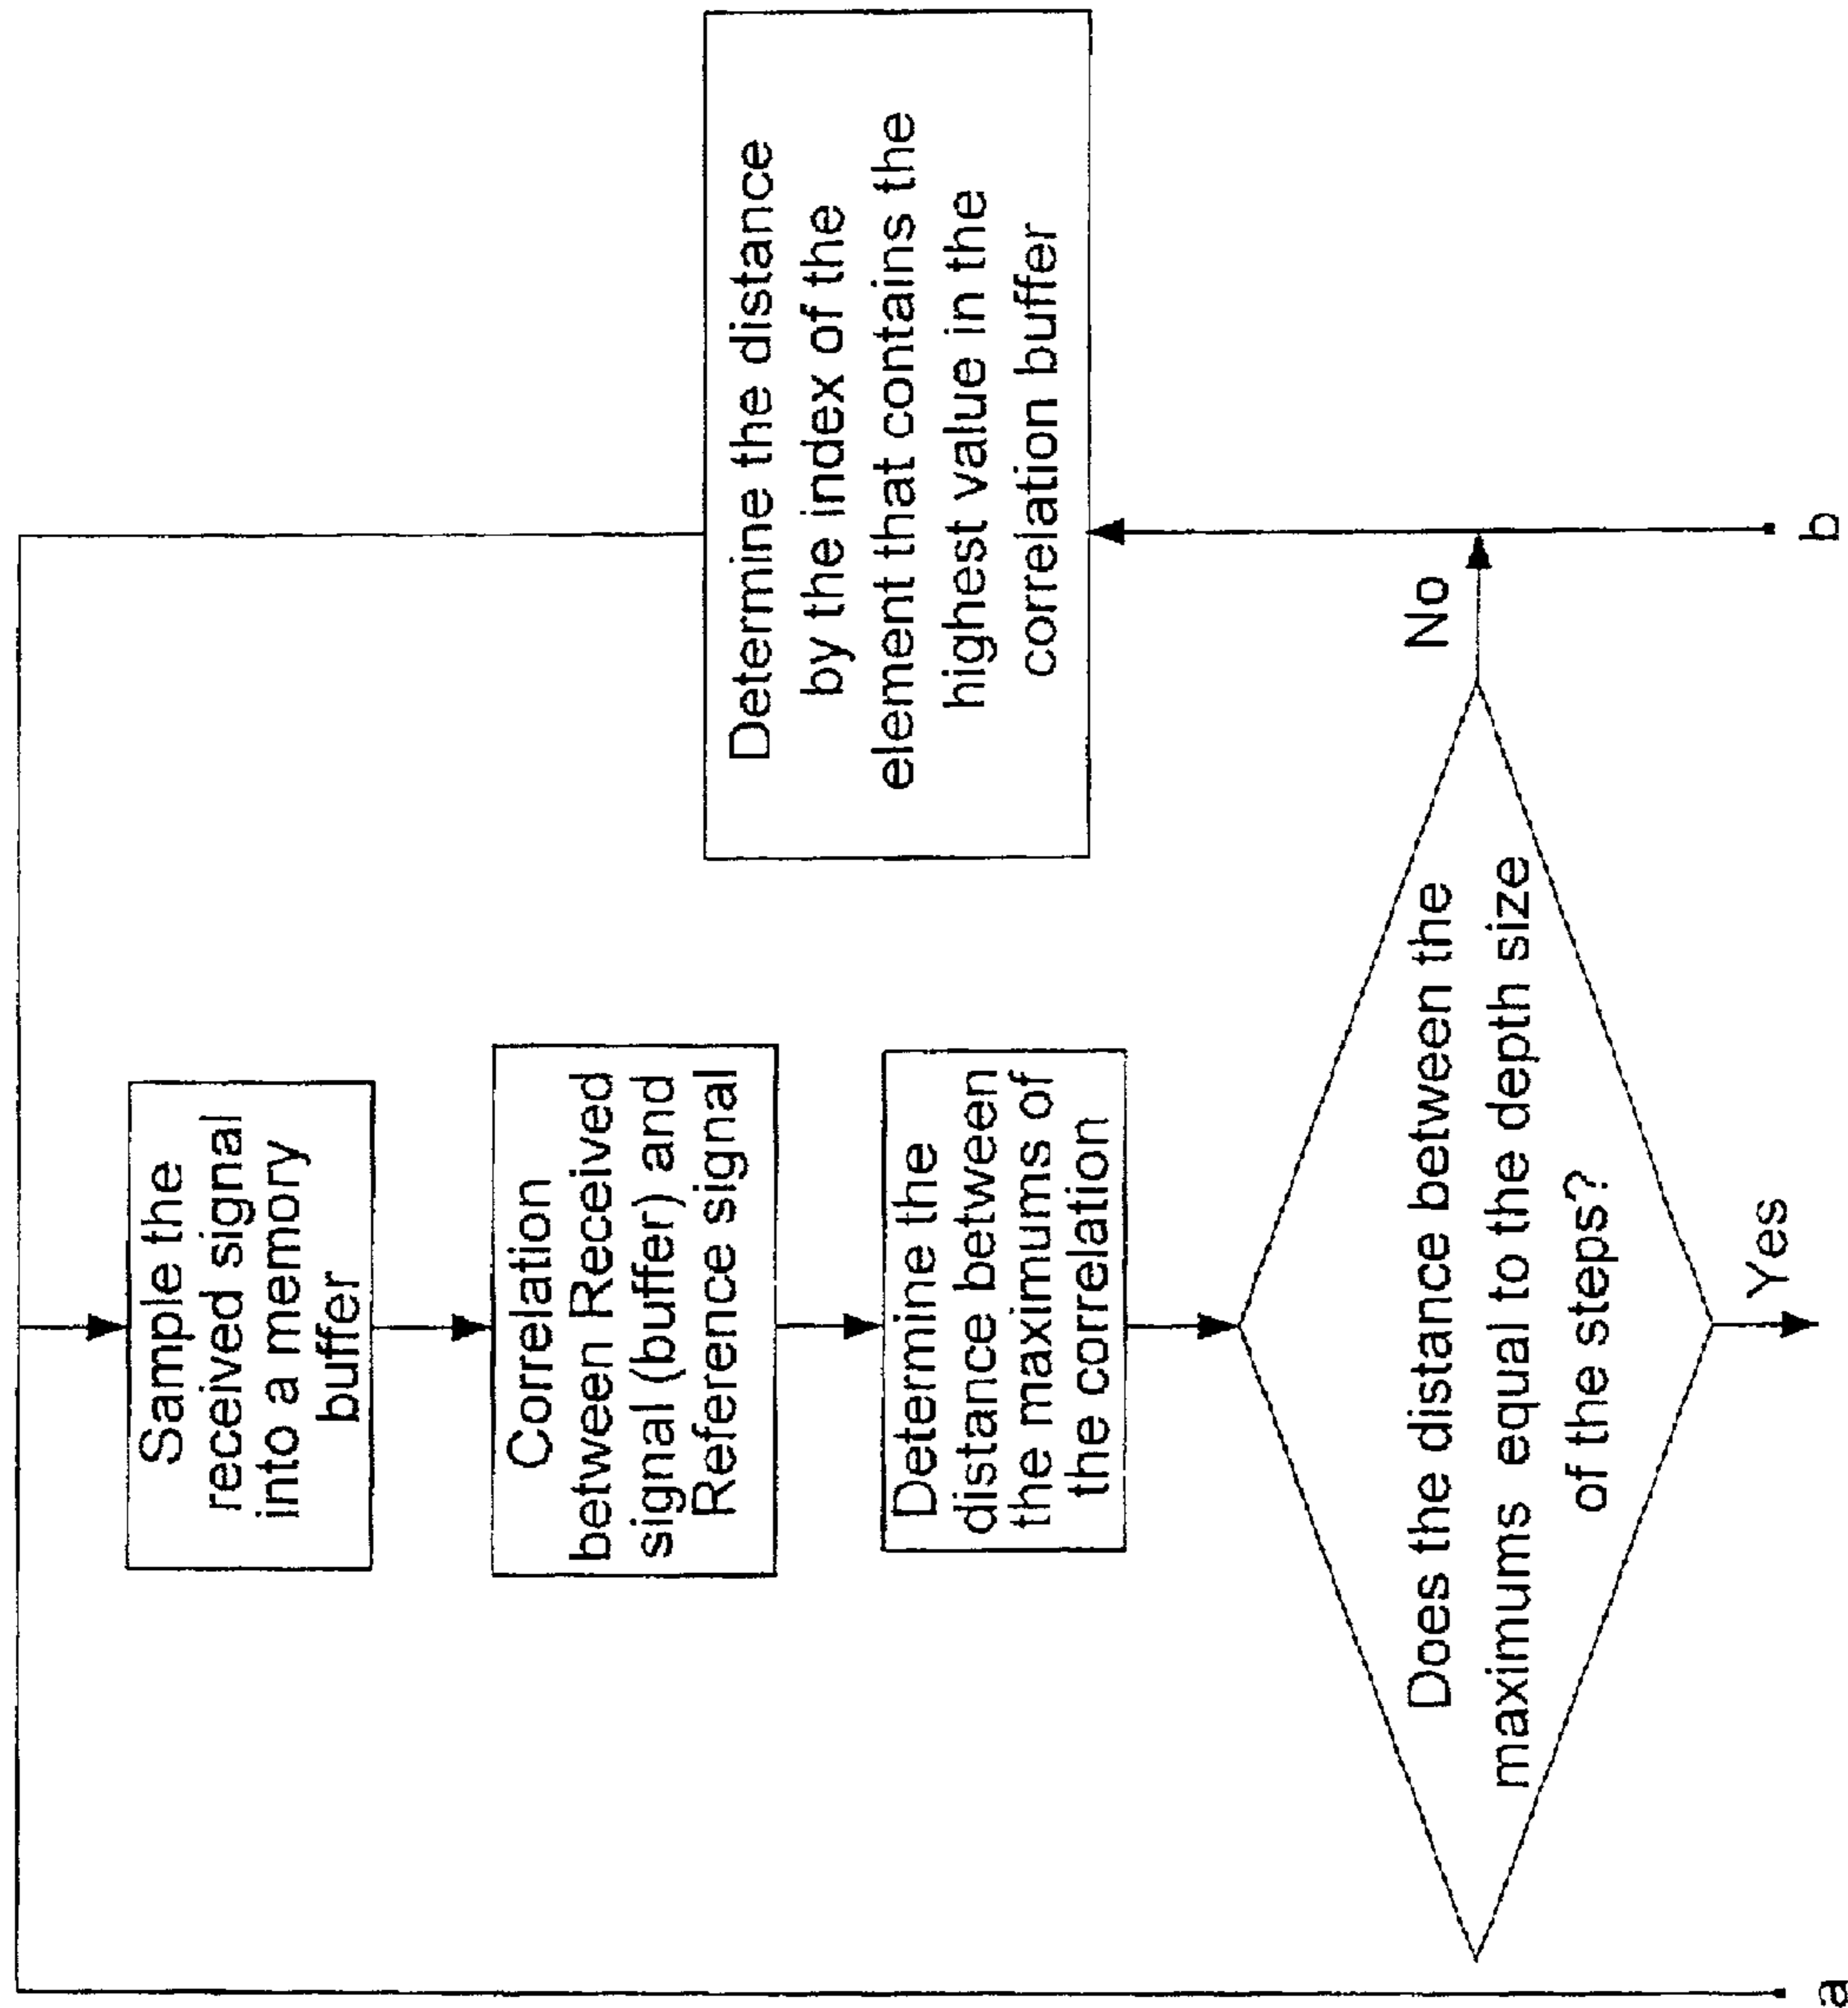 Sample the
received signal
into a memory
buffer
Correlation
between Received
signal (buffer) and
Reference signal
Determine the
distance between
the maximums of
the correlation
Does the distance between the
maximums equal to the depth size
of the steps?
No
Yes
Determine the distance
by the index of the
element that contains the
highest value in the
correlation buffer
a
b